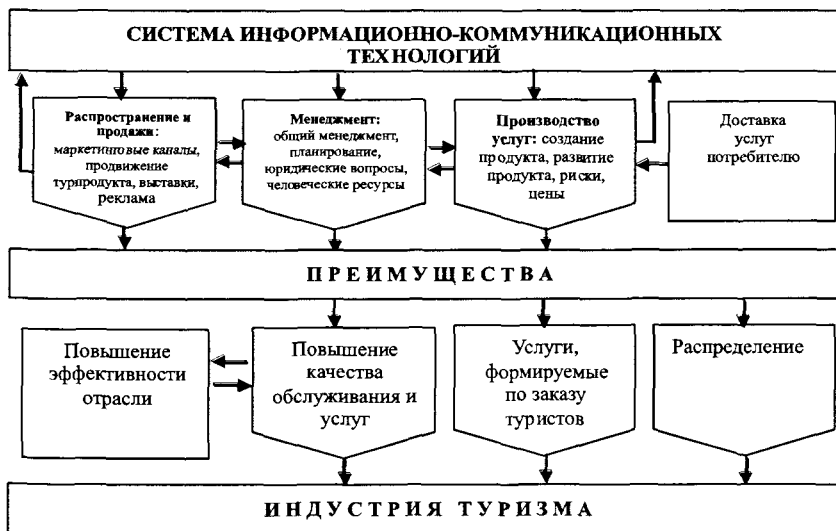 СИСТЕМА ИНФОРМАЦИОННО-КОММУНИКАЦИОННЫХ
ТЕХНОЛОГИЙ
Распространение и
продажи:
маркетинговые каналы,
продвижение
турпродукта, выставки,
реклама
Менеджмент:
общий менеджмент,
планирование,
юридические вопросы,
человеческие ресурсы
Производство
услуг: создание
продукта, развитие
продукта, риски,
цены
Доставка
услуг
потребителю
ПРЕИМУЩЕСТВА
Повышение
эффективности
отрасли
Повышение
качества
обслуживания и
услуг
Услуги,
формируемые
по заказу
туристов
Распределение
ИНДУСТРИЯ ТУРИЗМА